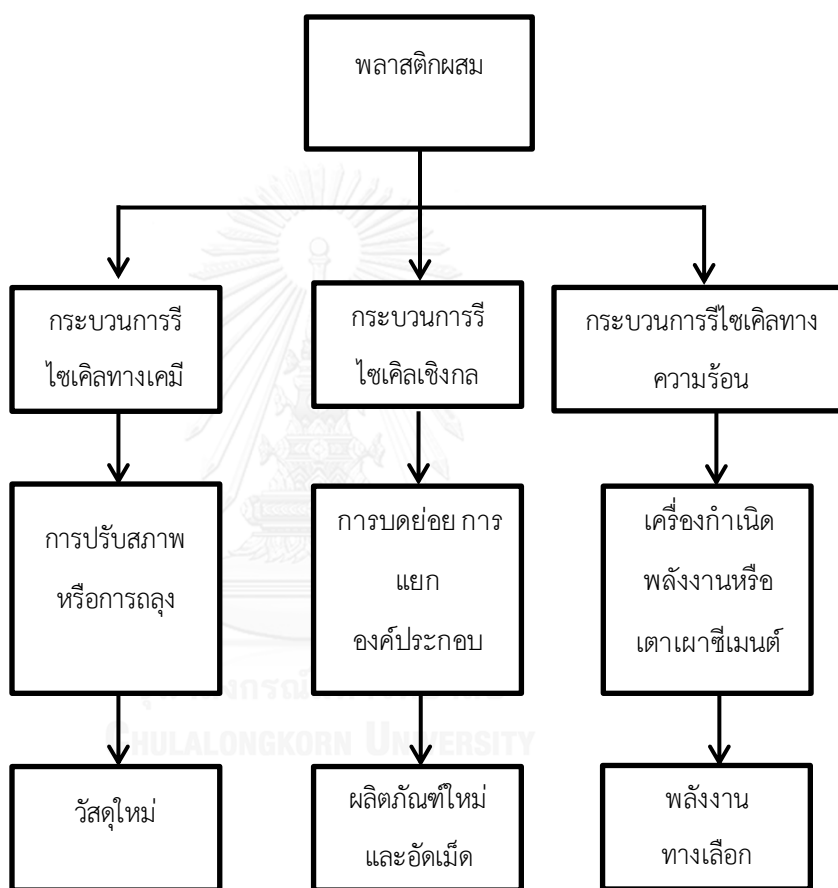 พลาสติกผสม
กระบวนการรี
ไซเคิลทางเคมี
กระบวนการรี
ไซเคิลเชิงกล
กระบวนการรีไซเคิลทาง
ความร้อน
การปรับสภาพ
หรือการถลุง
การบดย่อย การ
แยก
องค์ประกอบ
เครื่องกำเนิด
พลังงานหรือ
เตาเผาซีเมนต์
CHULALONGKORN UNIVERSITY
วัสดุใหม่
ผลิตภัณฑ์ใหม่
และอัดเม็ด
พลังงาน
ทางเลือก